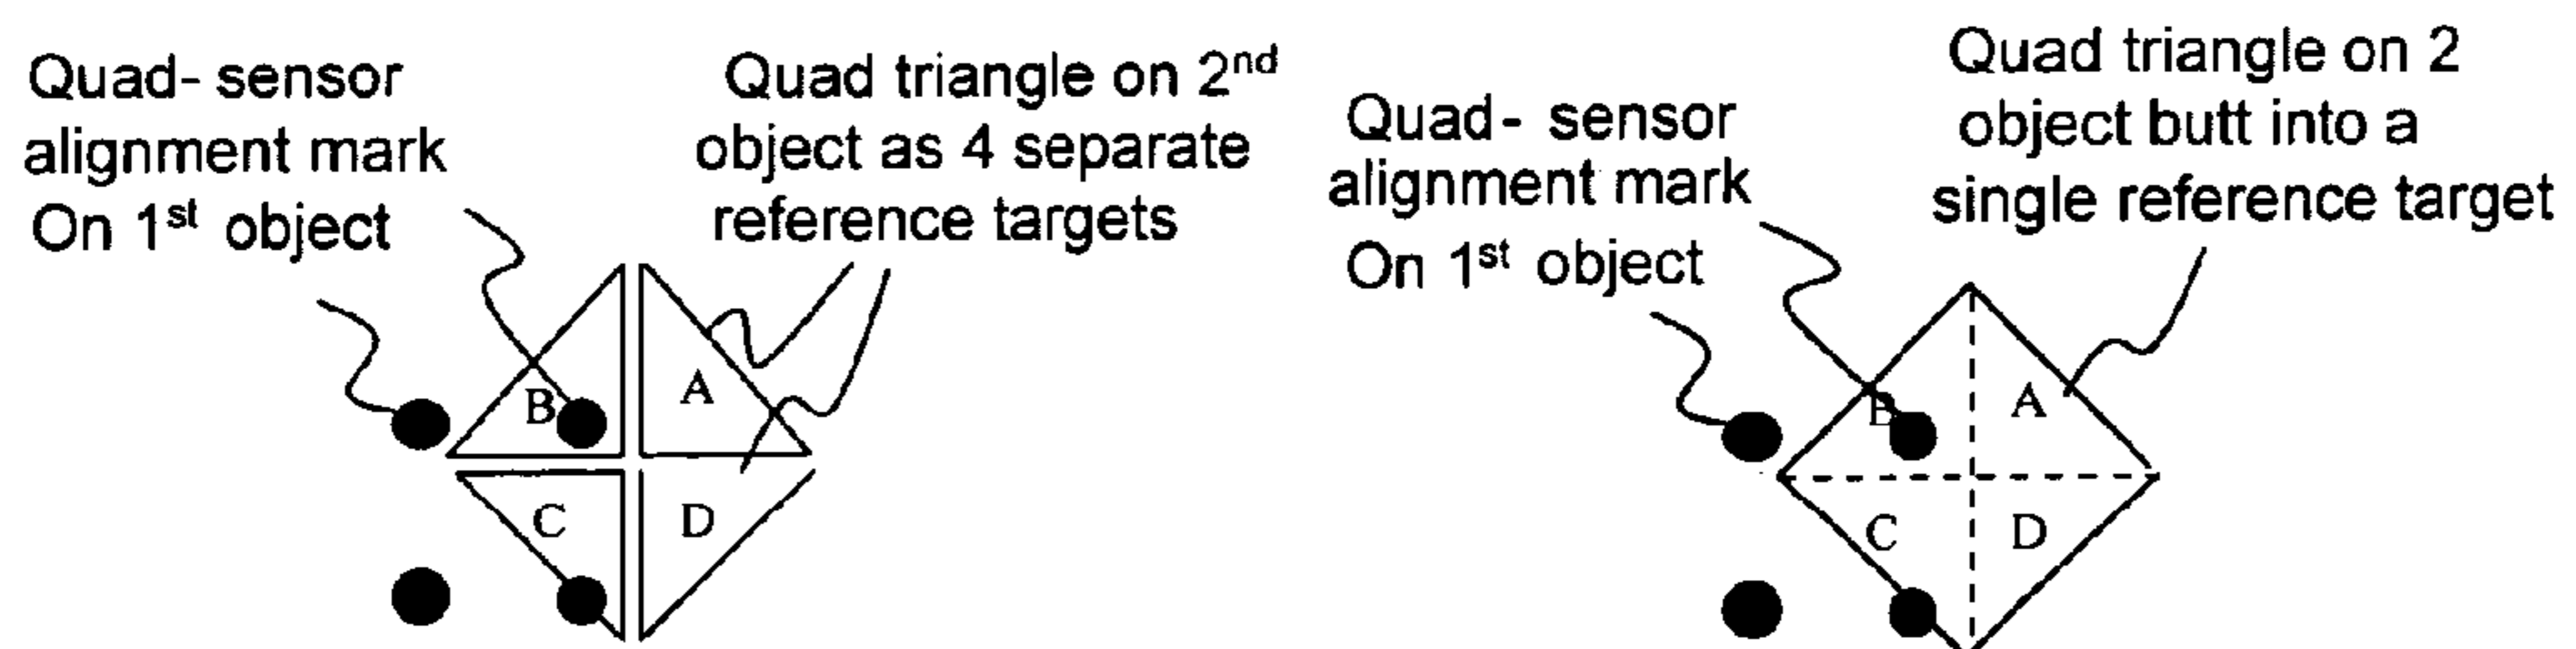 Quad- sensor
alignment mark
On 1st object
Quad triangle on 2nd
object as 4 separate
reference targets
B
A
C
D
Quad- sensor
alignment mark
On 1st object
Quad triangle on 2
object butt into a
single reference target
B
A
C
D